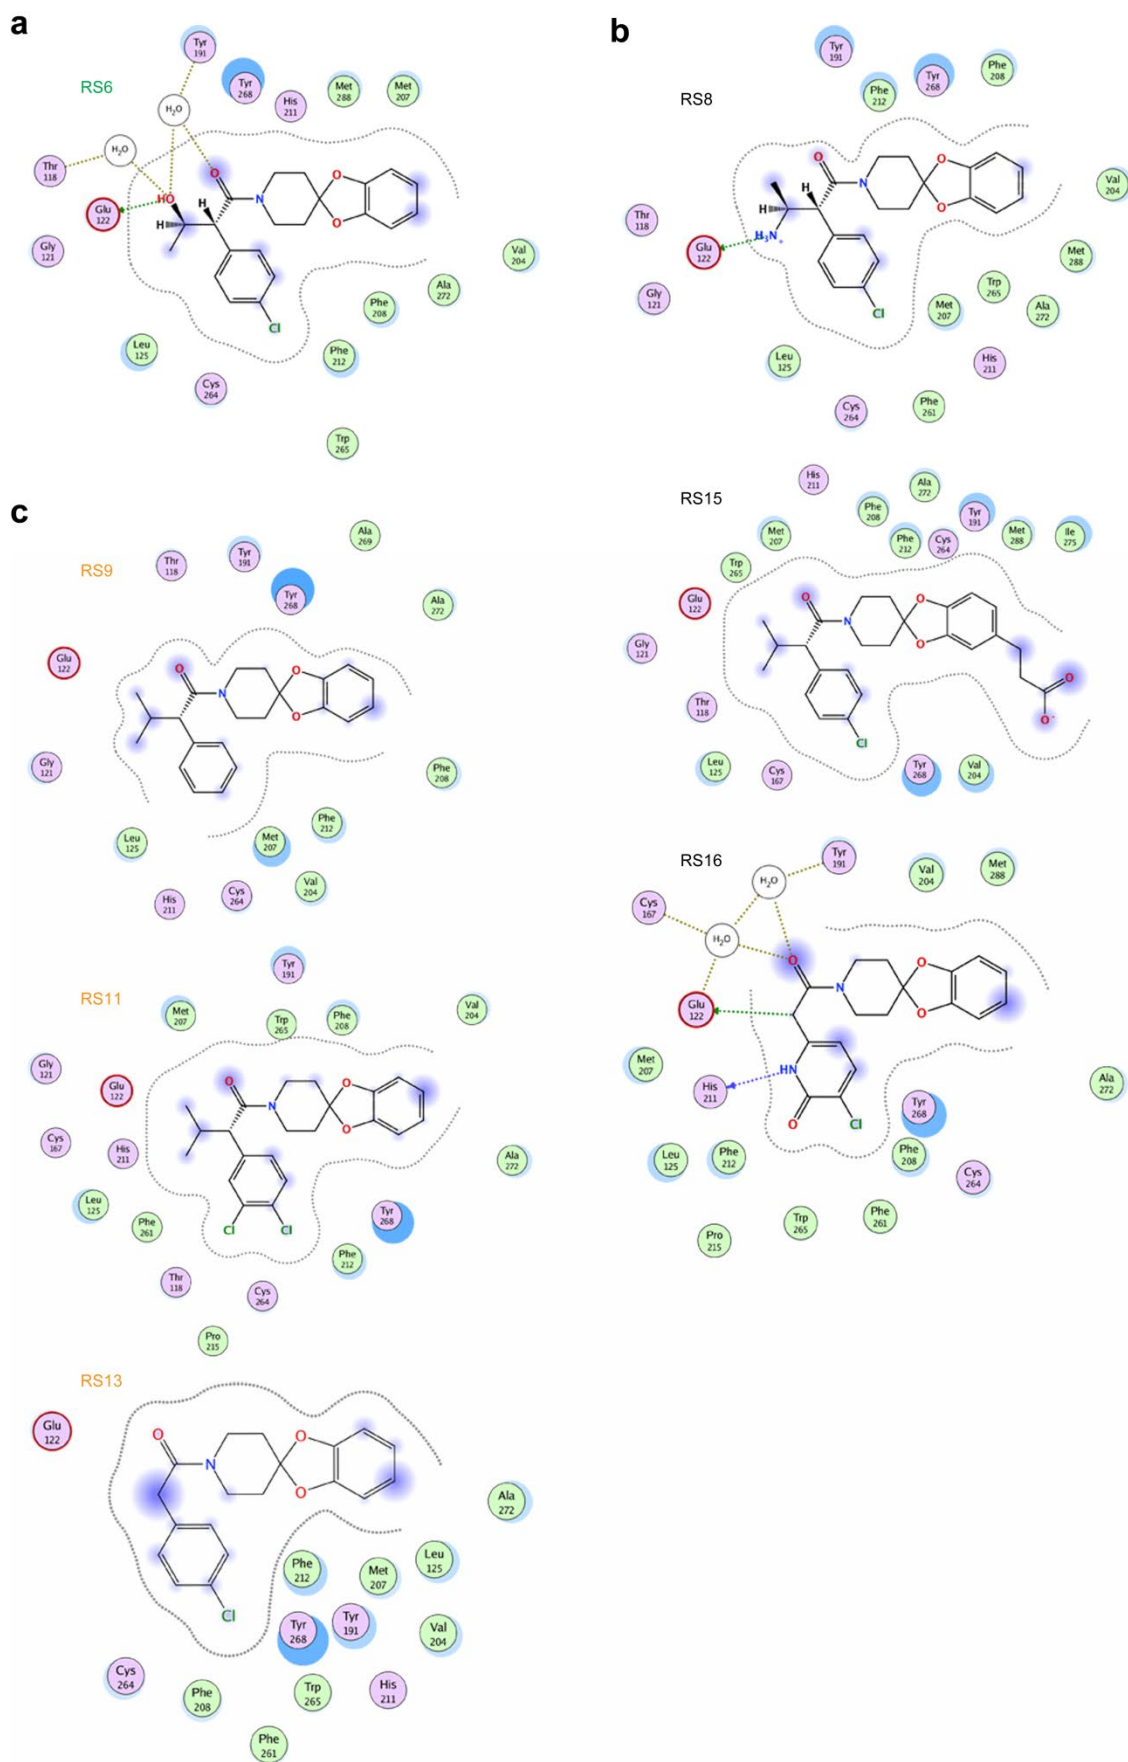 a
RS6
Tyr
191
Tyr
268
His
211
Met
288
Met
207
H₂O
H₂O
Thr
118
Glu
122
Gly
121
HO
H
H
O
N
O
O
Cl
Val
204
Ala
272
Phe
208
Phe
212
Leu
125
Cys
264
Trp
265
b
RS8
Tyr
191
Phe
212
Tyr
268
Phe
208
Val
204
Thr
118
Glu
122
Gly
121
H
H
H₃N
+
O
N
O
O
Cl
Met
288
Trp
265
Ala
272
Met
207
His
211
Leu
125
Cys
264
Phe
261
RS15
His
211
Ala
272
Phe
208
Tyr
191
Met
207
Phe
212
Cys
264
Met
288
Ile
275
Trp
265
Glu
122
Gly
121
Thr
118
Leu
125
Cys
167
Tyr
268
Val
204
O
N
O
O
Cl
O
O-
RS16
Tyr
191
H₂O
H₂O
Cys
167
Val
204
Met
288
Glu
122
Met
207
His
211
O
N
O
O
HN
O
Cl
Ala
272
Tyr
268
Leu
125
Phe
212
Phe
208
Cys
264
Trp
265
Phe
261
Pro
215
c
RS9
Ala
269
Thr
118
Tyr
191
Tyr
268
Ala
272
Glu
122
Gly
121
O
N
O
O
Leu
125
Met
207
Phe
212
Phe
208
His
211
Cys
264
Val
204
RS11
Tyr
191
Met
207
Trp
265
Phe
208
Val
204
Gly
121
Glu
122
Cys
167
His
211
Leu
125
Phe
261
O
N
O
O
Cl
Cl
Ala
272
Tyr
268
Phe
212
Thr
118
Cys
264
Pro
215
RS13
Glu
122
O
N
O
O
Cl
Ala
272
Leu
125
Phe
212
Met
207
Tyr
268
Tyr
191
Val
204
Cys
264
Phe
208
Trp
265
His
211
Phe
261